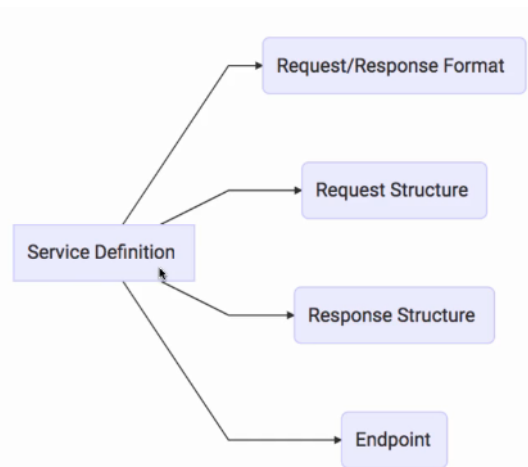 Request/Response Format
Request Structure
Service Definition
Response Structure
Endpoint